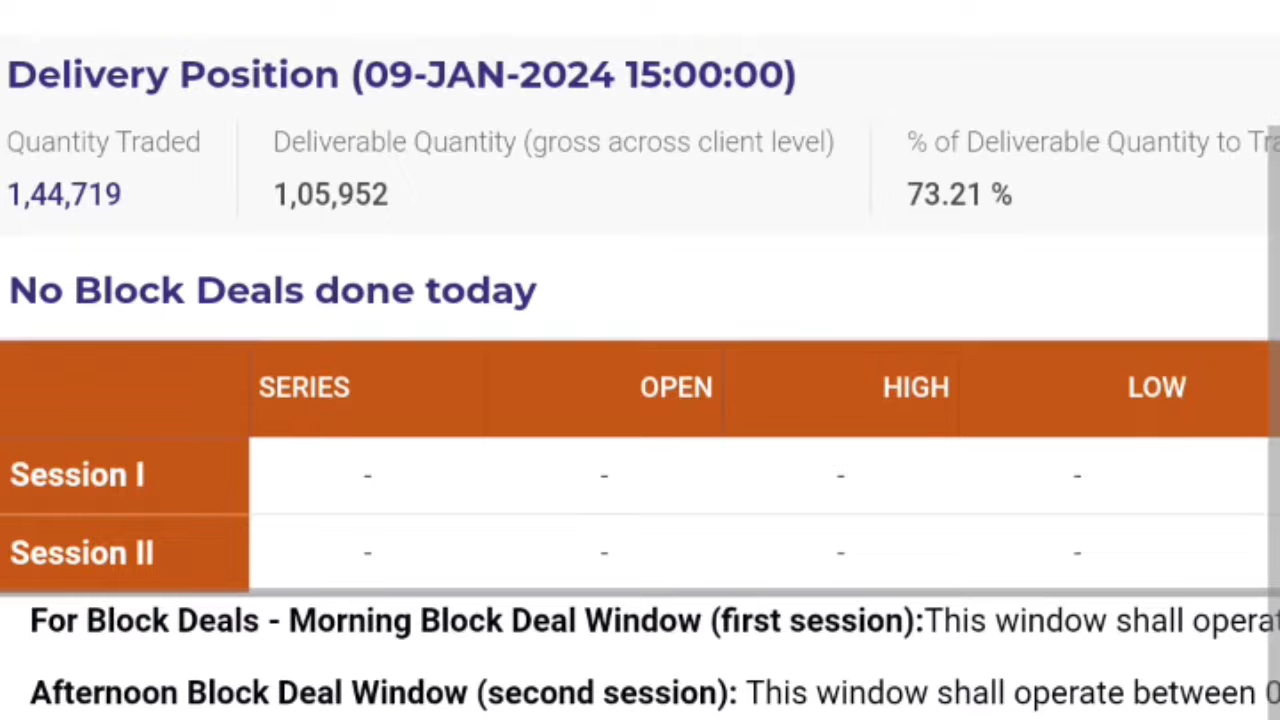 Delivery Position (09-JAN-2024 15:00:00)
Quantity Traded Deliverable Quantity (gross across client level) % of Deliverable Quantity to
1,44,719 1,05,952 73.21 %
No Block Deals done today
SERIES OPEN HIGH LOW
Session I - - - -
Session II - - - -
For Block Deals - Morning Block Deal Window (first session):This window shall
Afternoon Block Deal Window (second session): This window shall operate between